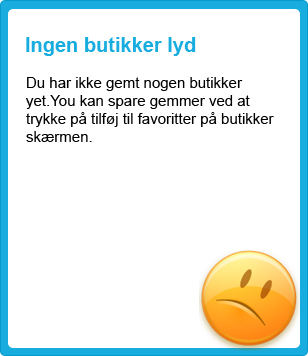 Ingen butikker lyd
Du har ikke gemt nogen butikker
yet.You kan spare gemmer ved at
trykke på tilføj til favoritter på butikker
skærmen.